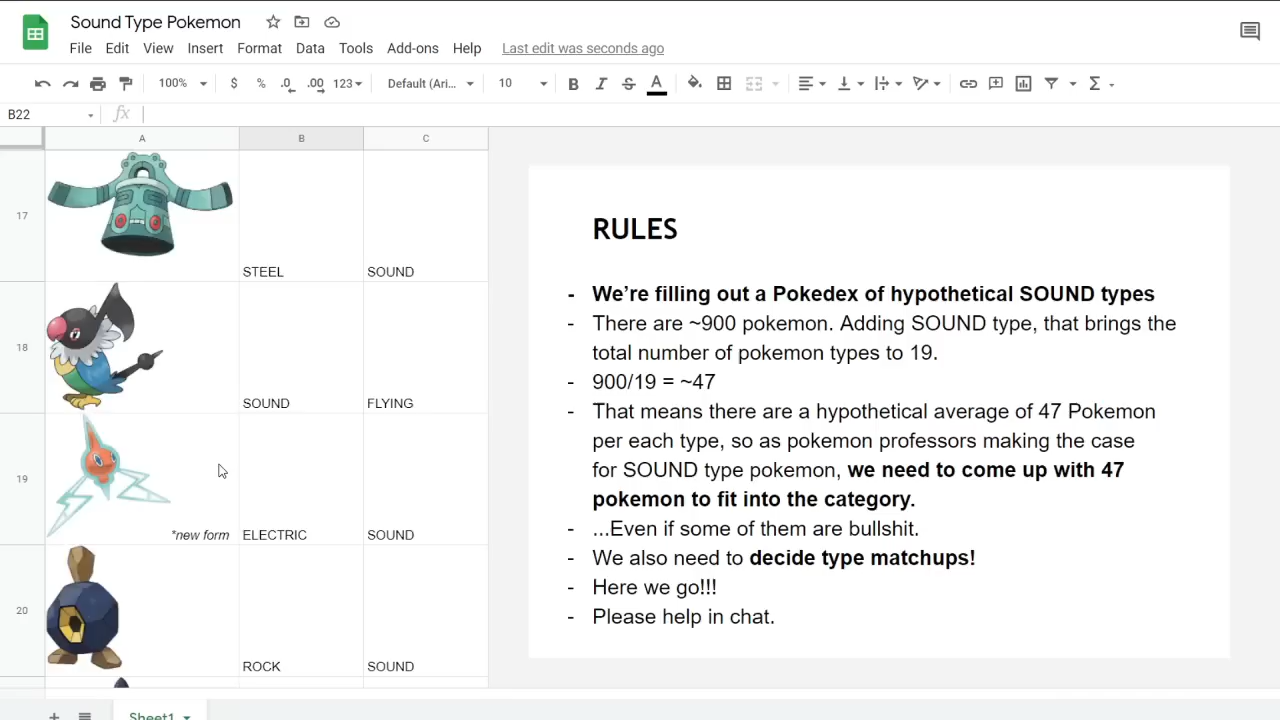 Sound Type Pokemon
File Edit View Insert Format Data Tools Add-ons Help Last edit was seconds ago
100% $ % .0 .00 123 Default (Ari... 10 B I S A Σ
B22 fx
A B C
17 STEEL SOUND
18 SOUND FLYING
19 *new form ELECTRIC SOUND
20 ROCK SOUND
RULES
- We're filling out a Pokedex of hypothetical SOUND types
- There are ~900 pokemon. Adding SOUND type, that brings the
total number of pokemon types to 19.
- 900/19 = ~47
- That means there are a hypothetical average of 47 Pokemon
per each type, so as pokemon professors making the case
for SOUND type pokemon, we need to come up with 47
pokemon to fit into the category.
- ...Even if some of them are bullshit.
- We also need to decide type matchups!
- Here we go!!!
- Please help in chat.
+ Sheet1